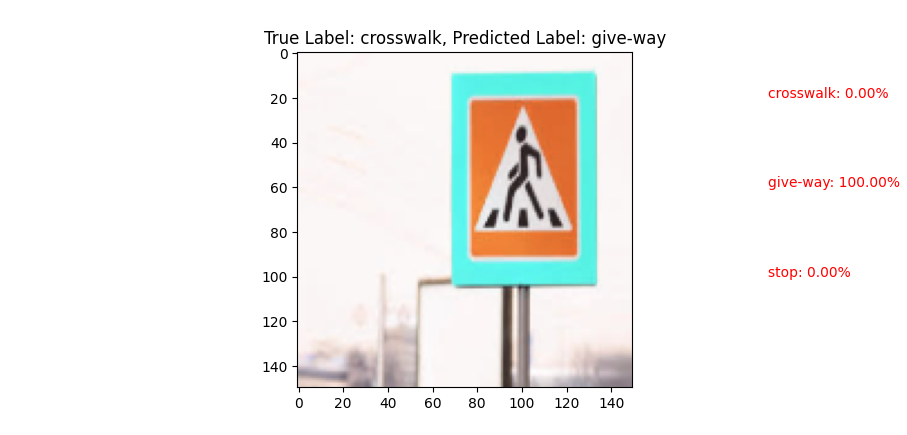 True Label: crosswalk, Predicted Label: give-way
0
20
40
60
80
100
120
140
0 20 40 60 80 100 120 140
crosswalk: 0.00%
give-way: 100.00%
stop: 0.00%